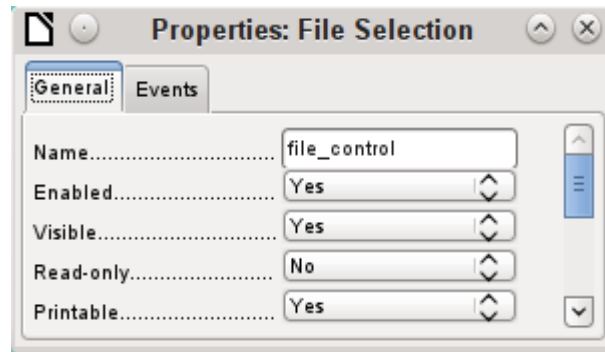 Properties: File Selection
General Events
Name.............................. file_control
Enabled.......................... Yes
Visible............................ Yes
Read-only....................... No
Printable......................... Yes